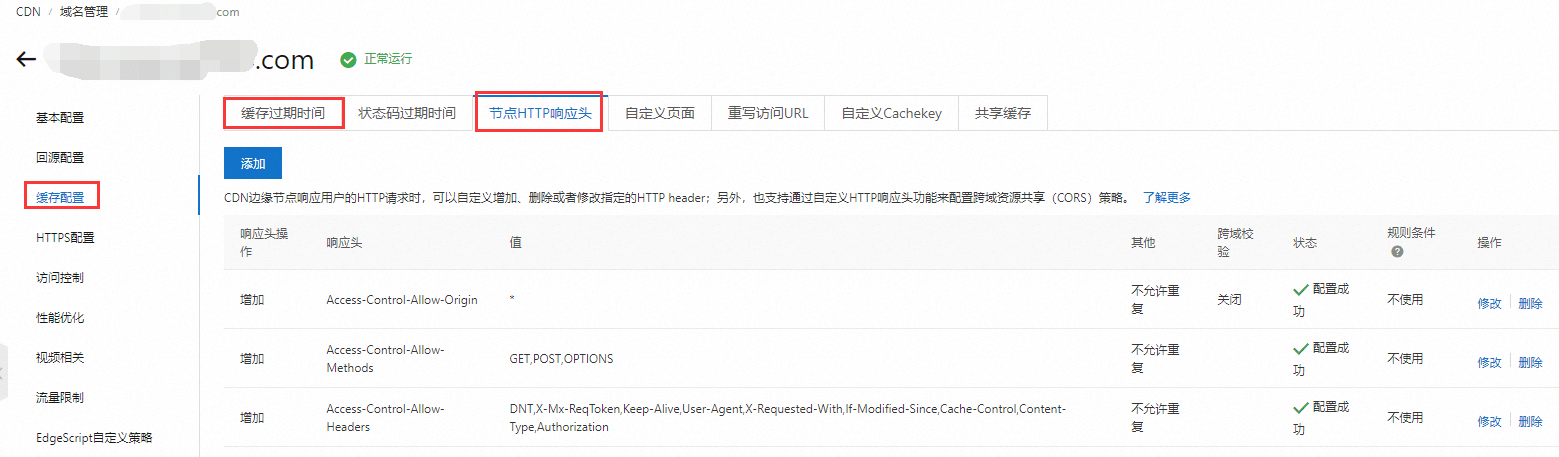 CDN / 域名管理 / com
.com 正常运行
基本配置
回源配置
缓存配置
HTTPS配置
访问控制
性能优化
视频相关
流量限制
EdgeScript自定义策略
缓存过期时间 状态码过期时间 节点HTTP响应头 自定义页面 重写访问URL 自定义Cachekey 共享缓存
添加
CDN边缘节点响应用户的HTTP请求时，可以自定义增加、删除或者修改指定的HTTP header；另外，也支持通过自定义HTTP响应头功能来配置跨域资源共享（CORS）策略。 了解更多
响应头操 响应头 值 其他 跨域校 状态 规则条件 操作
作 验 ?
增加 Access-Control-Allow-Origin * 不允许重 关闭 配置成 不使用 修改 删除
复 功
增加 Access-Control-Allow- GET,POST,OPTIONS 不允许重 配置成 不使用 修改 删除
Methods 复 功
增加 Access-Control-Allow- DNT,X-Mx-ReqToken,Keep-Alive,User-Agent,X-Requested-With,If-Modified-Since,Cache-Control,Content- 不允许重 配置成 不使用 修改 删除
Headers Type,Authorization 复 功